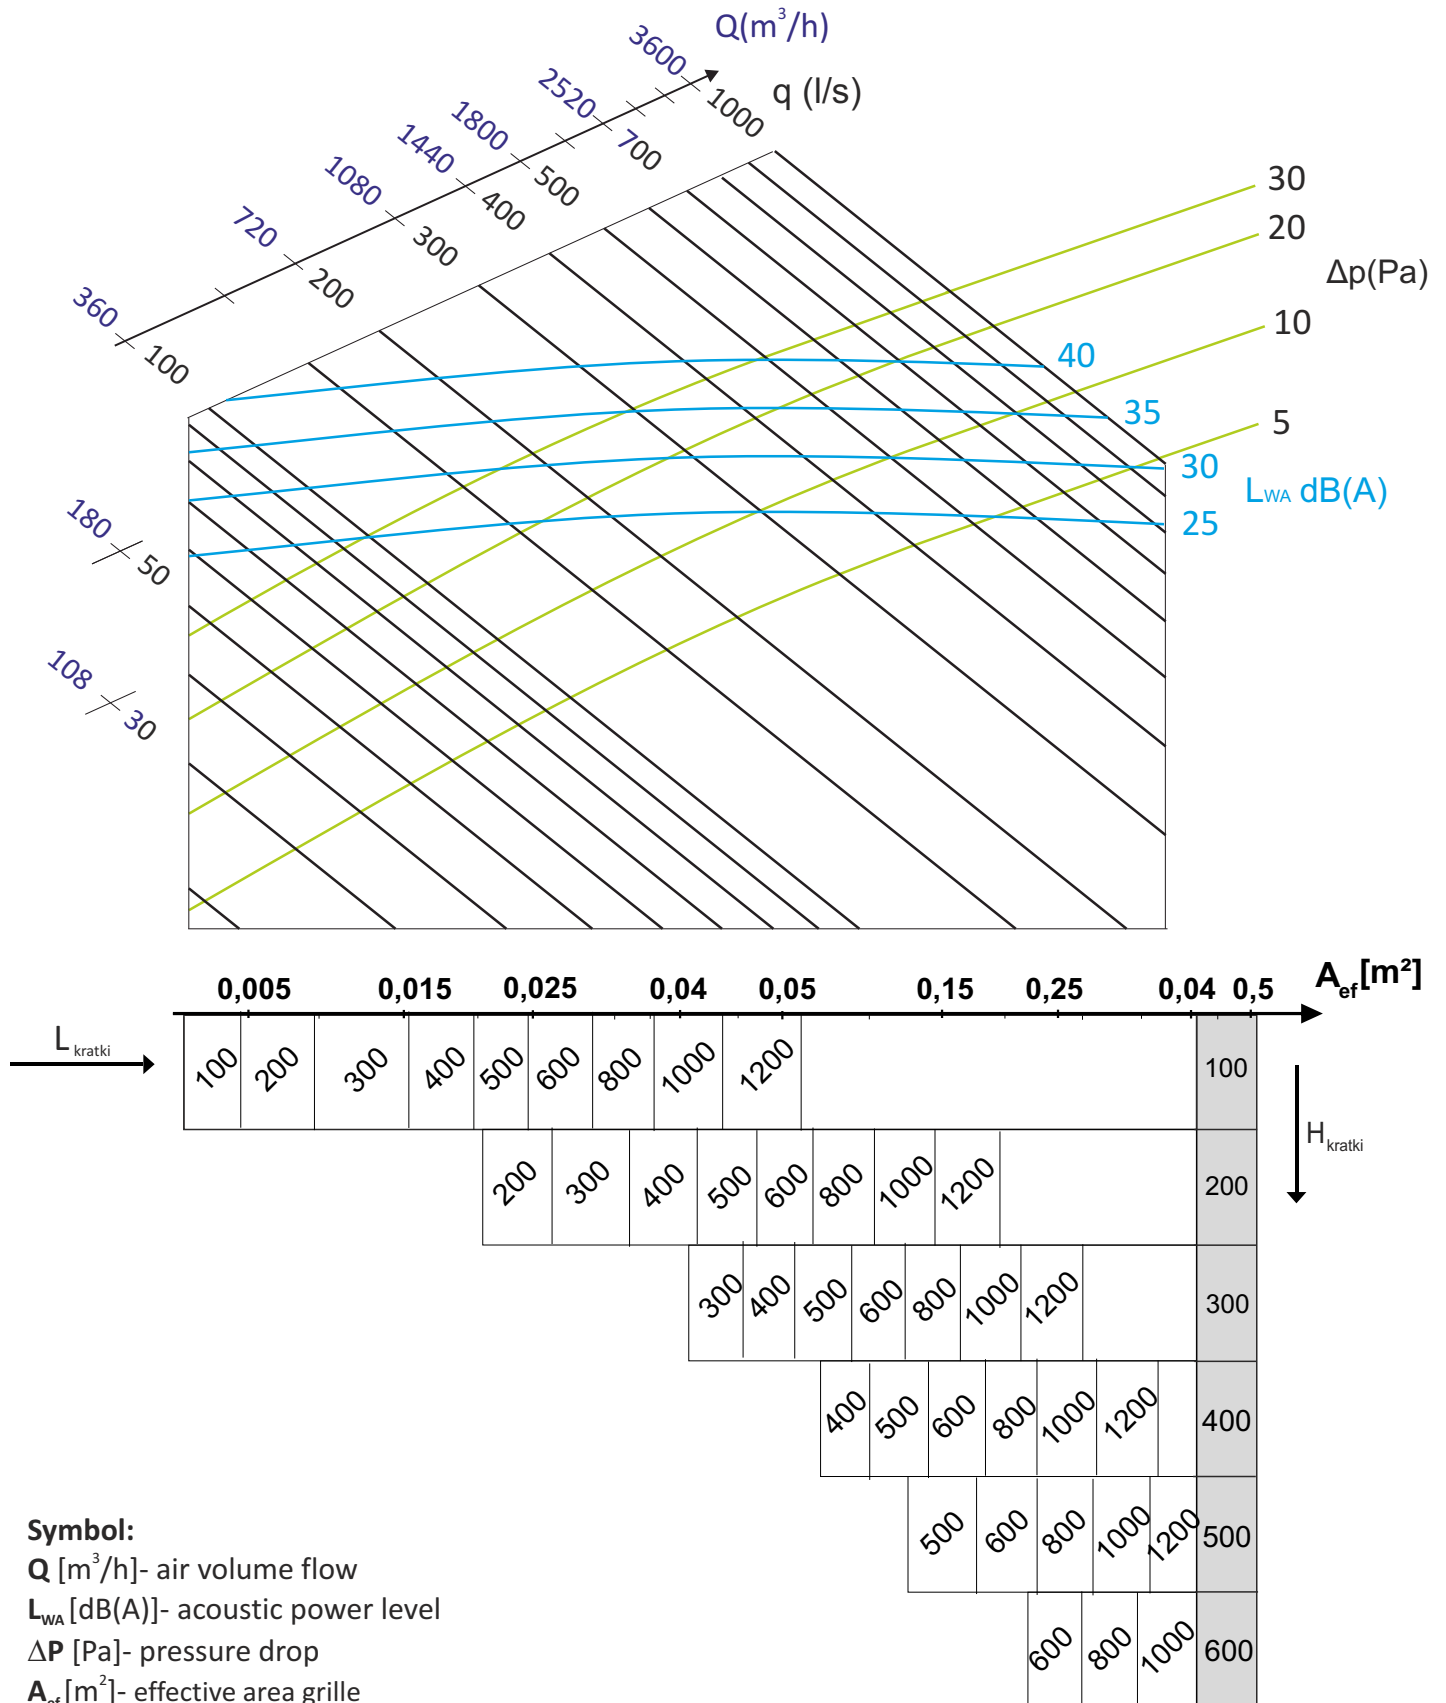 Q(m³/h)
q (l/s)
3600
2520
1800
1440
1080
720
360
180
108
1000
700
500
400
300
200
100
50
30
30
20
Δp(Pa)
10
5
40
35
30
LWA dB(A)
25
0,005 0,015 0,025 0,04 0,05 0,15 0,25 0,04 0,5 Aef[m²]
L kratki
100 200 300 400 500 600 800 1000 1200 100
H kratki
200 300 400 500 600 800 1000 1200 200
300 400 500 600 800 1000 1200 300
400 500 600 800 1000 1200 400
500 600 800 1000 1200 500
600 800 1000 600
Symbol:
Q [m³/h]- air volume flow
LWA [dB(A)]- acoustic power level
ΔP [Pa]- pressure drop
Aef [m²]- effective area grille